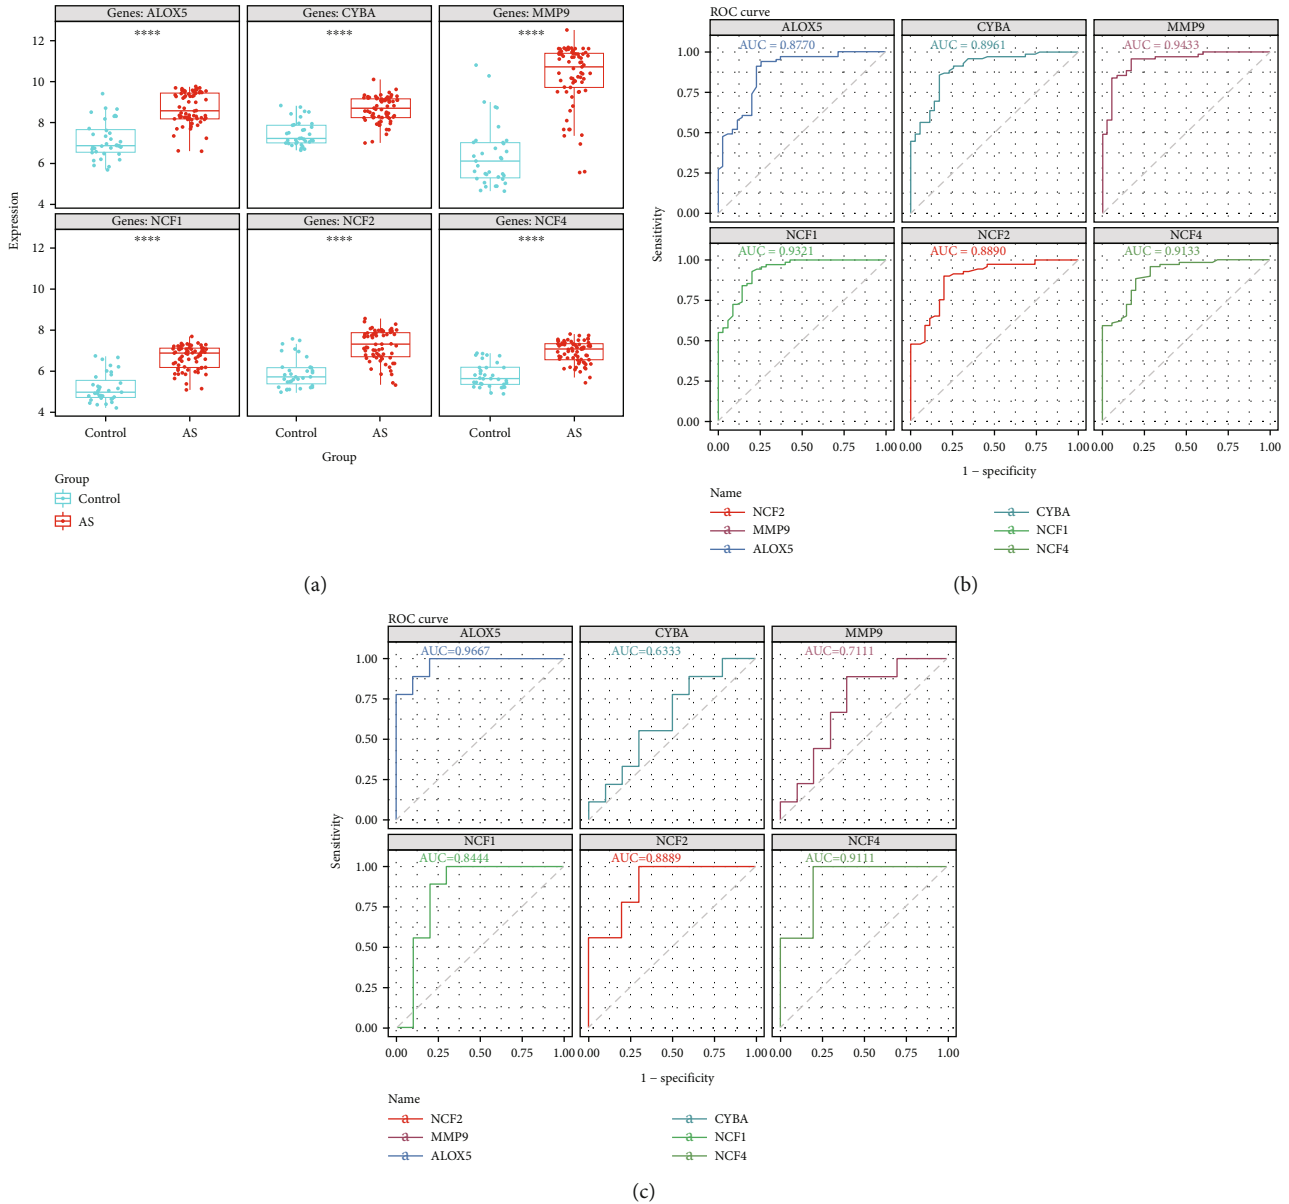 Genes: ALOX5
Genes: CYBA
Genes: MMP9
****
****
****
12
10
8
6
4
Genes: NCF1
Genes: NCF2
Genes: NCF4
****
****
****
12
10
8
6
4
Expression
Control
AS
Control
AS
Control
AS
Group
Group
Control
AS
(a)
ROC curve
ALOX5
CYBA
MMP9
AUC = 0.8770
AUC = 0.8961
AUC = 0.9433
1.00
0.75
0.50
0.25
0.00
NCF1
NCF2
NCF4
AUC = 0.9321
AUC = 0.8890
AUC = 0.9133
1.00
0.75
0.50
0.25
0.00
Sensitivity
0.00 0.25 0.50 0.75 1.00
0.00 0.25 0.50 0.75 1.00
0.00 0.25 0.50 0.75 1.00
1 − specificity
Name
a NCF2
a MMP9
a ALOX5
a CYBA
a NCF1
a NCF4
(b)
ROC curve
ALOX5
CYBA
MMP9
AUC=0.9667
AUC=0.6333
AUC=0.7111
1.00
0.75
0.50
0.25
0.00
NCF1
NCF2
NCF4
AUC=0.8444
AUC=0.8889
AUC=0.9111
1.00
0.75
0.50
0.25
0.00
Sensitivity
0.00 0.25 0.50 0.75 1.00
0.00 0.25 0.50 0.75 1.00
0.00 0.25 0.50 0.75 1.00
1 − specificity
Name
a NCF2
a MMP9
a ALOX5
a CYBA
a NCF1
a NCF4
(c)